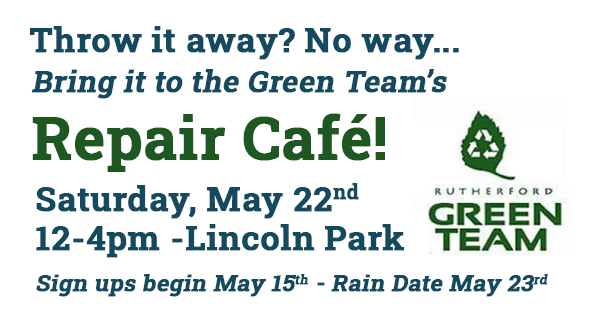 Throw it away? No way...
Bring it to the Green Team's
Repair Café!
Saturday, May 22nd
12-4pm -Lincoln Park
Sign ups begin May 15th - Rain Date May 23rd
RUTHERFORD
GREEN
TEAM